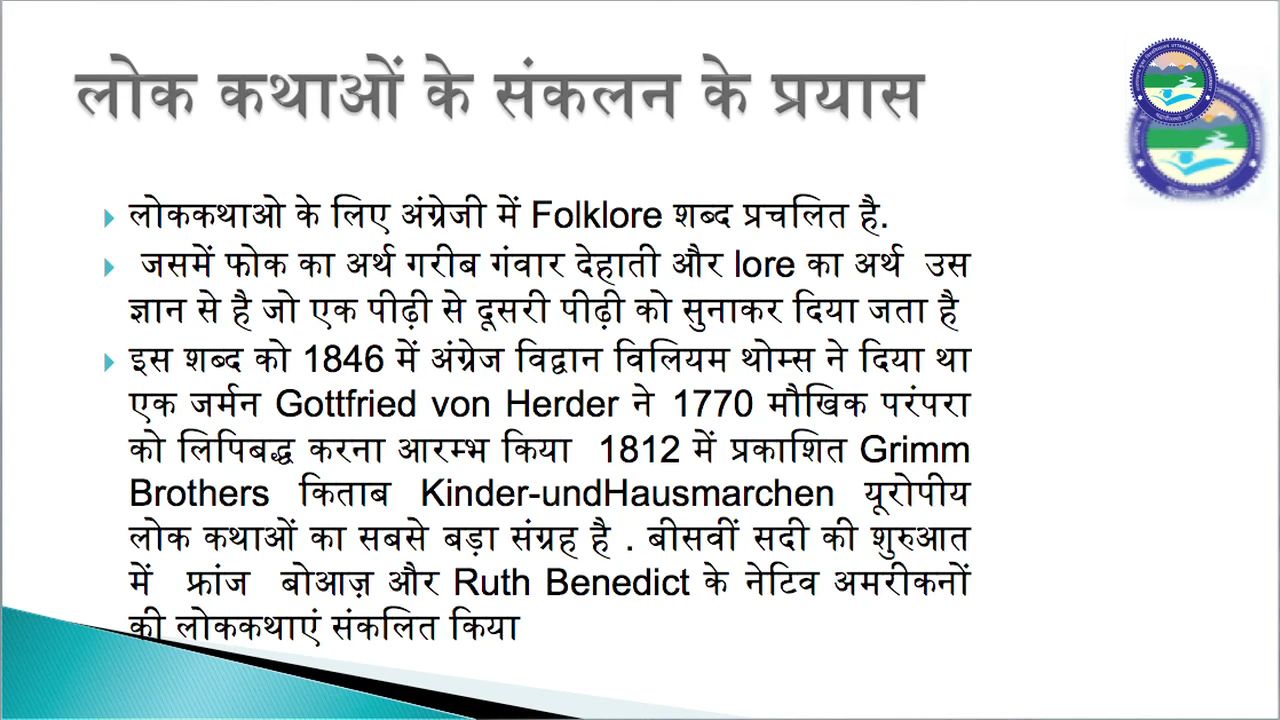 लोक कथाओं के संकलन के प्रयास
लोककथाओ के लिए अंग्रेजी में Folklore शब्द प्रचलित है.
जसमें फोक का अर्थ गरीब गंवार देहाती और lore का अर्थ उस
ज्ञान से है जो एक पीढ़ी से दूसरी पीढ़ी को सुनाकर दिया जता है
इस शब्द को 1846 में अंग्रेज विद्वान विलियम थोम्स ने दिया था
एक जर्मन Gottfried von Herder ने 1770 मौखिक परंपरा
को लिपिबद्ध करना आरम्भ किया 1812 में प्रकाशित Grimm
Brothers किताब Kinder-undHausmarchen यूरोपीय
लोक कथाओं का सबसे बड़ा संग्रह है . बीसवीं सदी की शुरुआत
में फ्रांज बोआज़ और Ruth Benedict के नेटिव अमरीकनों
की लोककथाएं संकलित किया